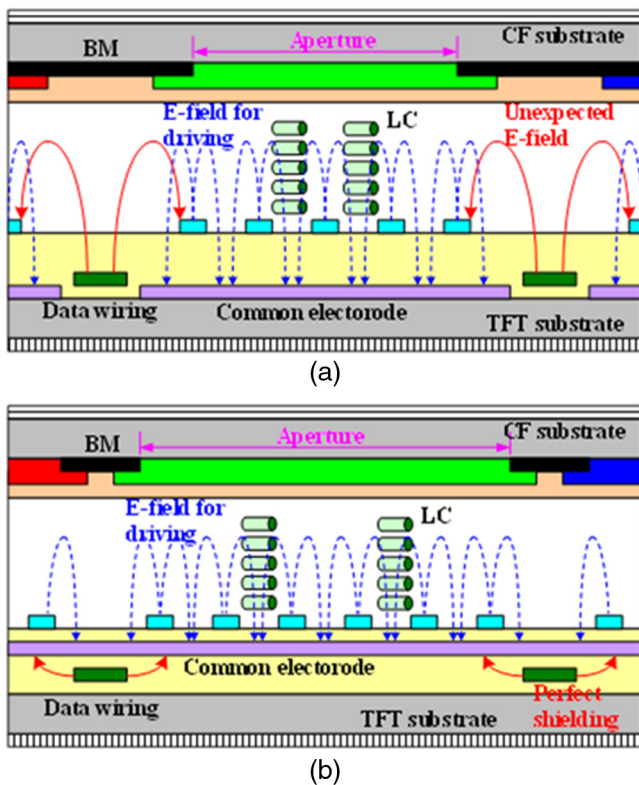 BM
Aperture
CF substrate
E-field for
driving
LC
Unexpected
E-field
Data wiring
Common electorode
TFT substrate
(a)
BM
Aperture
CF substrate
E-field for
driving
LC
Common electorode
Data wiring
TFT substrate
Perfect
shielding
(b)